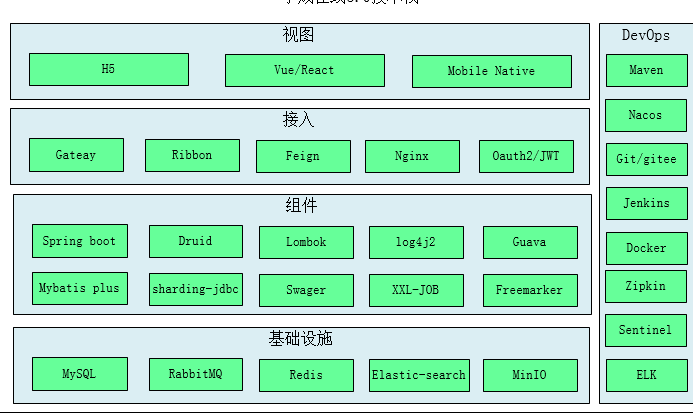 视图
H5
Vue/React
Mobile Native
接入
Gateay
Ribbon
Feign
Nginx
Oauth2/JWT
组件
Spring boot
Druid
Lombok
log4j2
Guava
Mybatis plus
sharding-jdbc
Swager
XXL-JOB
Freemarker
基础设施
MySQL
RabbitMQ
Redis
Elastic-search
MinIO
DevOps
Maven
Nacos
Git/gitee
Jenkins
Docker
Zipkin
Sentinel
ELK